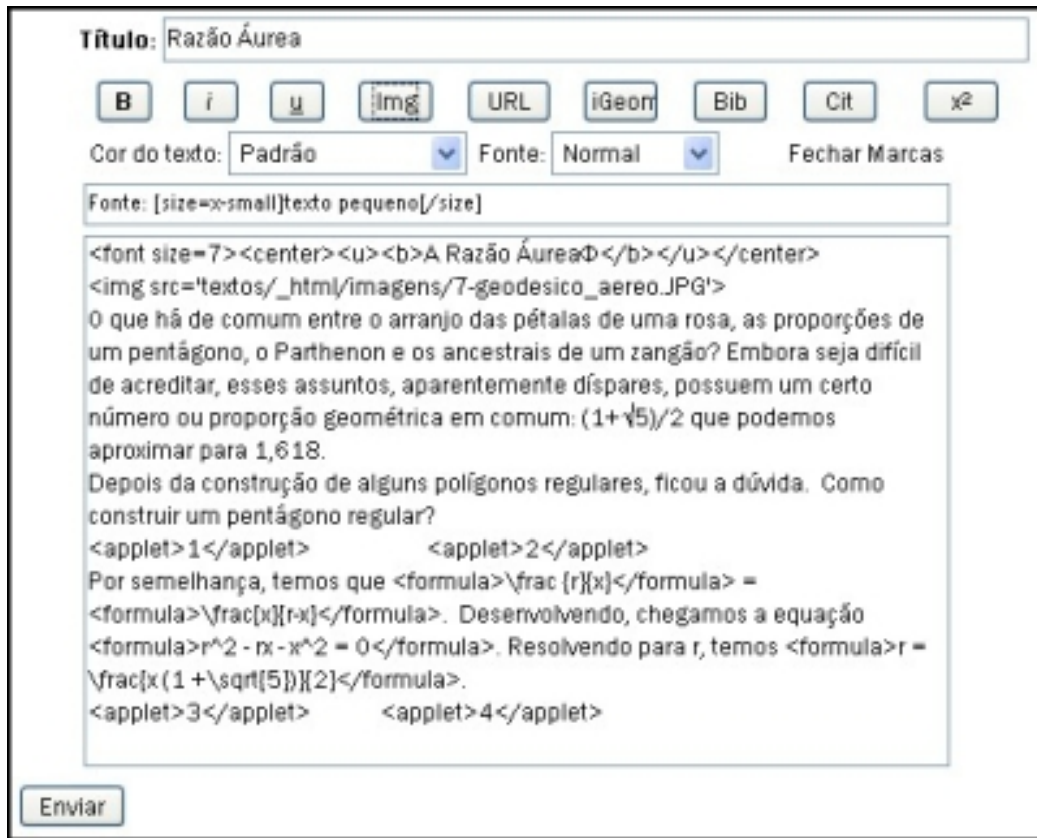 Título: Razão Áurea
B i u Img URL iGeom Bib Cit x²
Cor do texto: Padrão Fonte: Normal Fechar Marcas
Fonte: [size=x-small]texto pequeno[/size]
<font size=7><center><u><b>A Razão ÁureaΦ</b></u></center>
<img src='textos/_html/imagens/7-geodesico_aereo.JPG'>
O que há de comum entre o arranjo das pétalas de uma rosa, as proporções de
um pentágono, o Parthenon e os ancestrais de um zangão? Embora seja difícil
de acreditar, esses assuntos, aparentemente díspares, possuem um certo
número ou proporção geométrica em comum: (1+√5)/2 que podemos
aproximar para 1,618.
Depois da construção de alguns polígonos regulares, ficou a dúvida. Como
construir um pentágono regular?
<applet>1</applet> <applet>2</applet>
Por semelhança, temos que <formula>\frac {r}{x}</formula> =
<formula>\frac{x}{r-x}</formula>. Desenvolvendo, chegamos a equação
<formula>r^2 - rx - x^2 = 0</formula>. Resolvendo para r, temos <formula>r =
\frac{x (1 +\sqrt{5})}{2}</formula>.
<applet>3</applet> <applet>4</applet>
Enviar